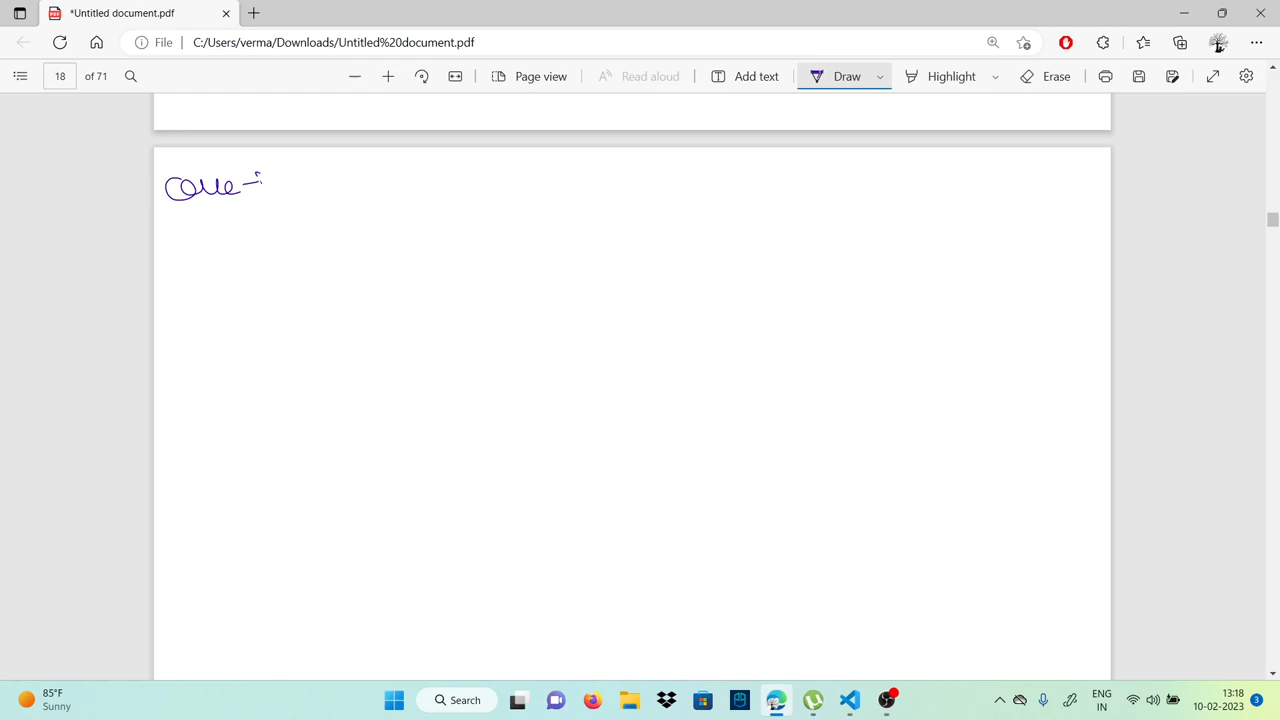 *Untitled document.pdf
File C:/Users/verma/Downloads/Untitled%20document.pdf
18 of 71 Page view Read aloud Add text Draw Highlight Erase
Que -:
85°F
Sunny
Search
ENG
IN
13:18
10-02-2023
3